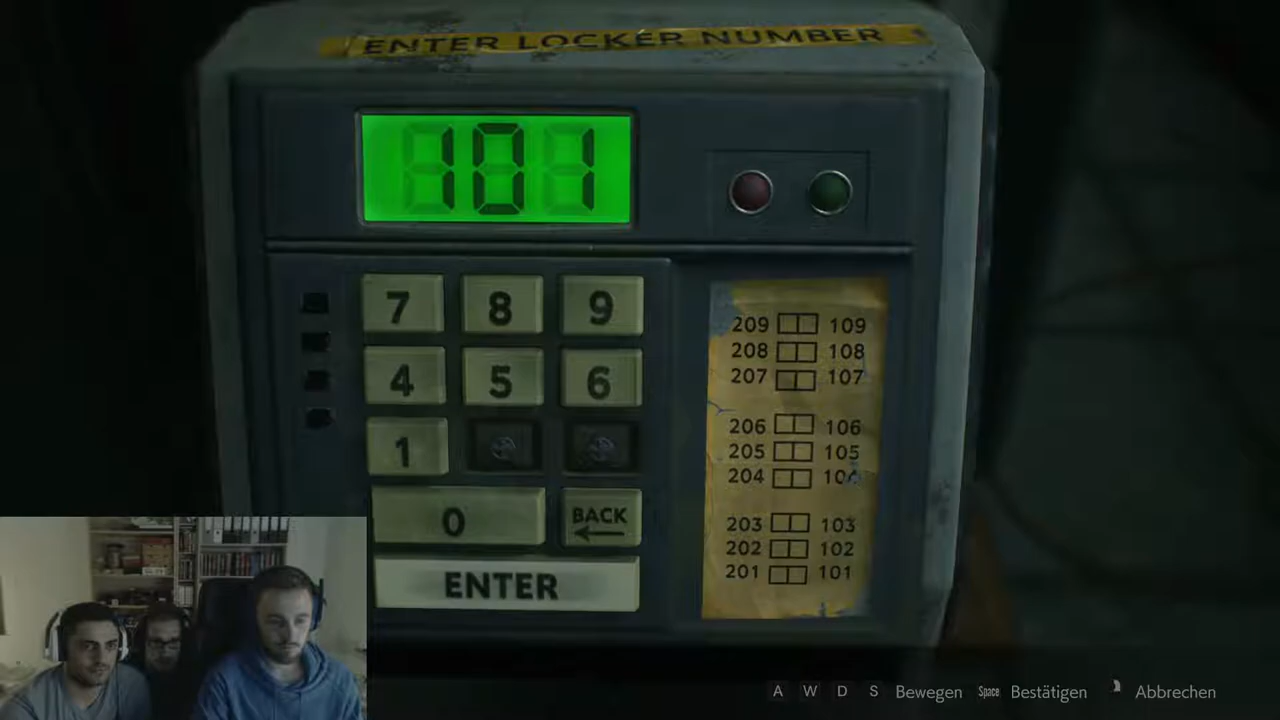 ENTER LOCKER NUMBER
101
7 8 9
4 5 6
1
0 BACK
ENTER
209 109
208 108
207 107
206 106
205 105
204 104
203 103
202 102
201 101
A W D S Bewegen Space Bestätigen Abbrechen